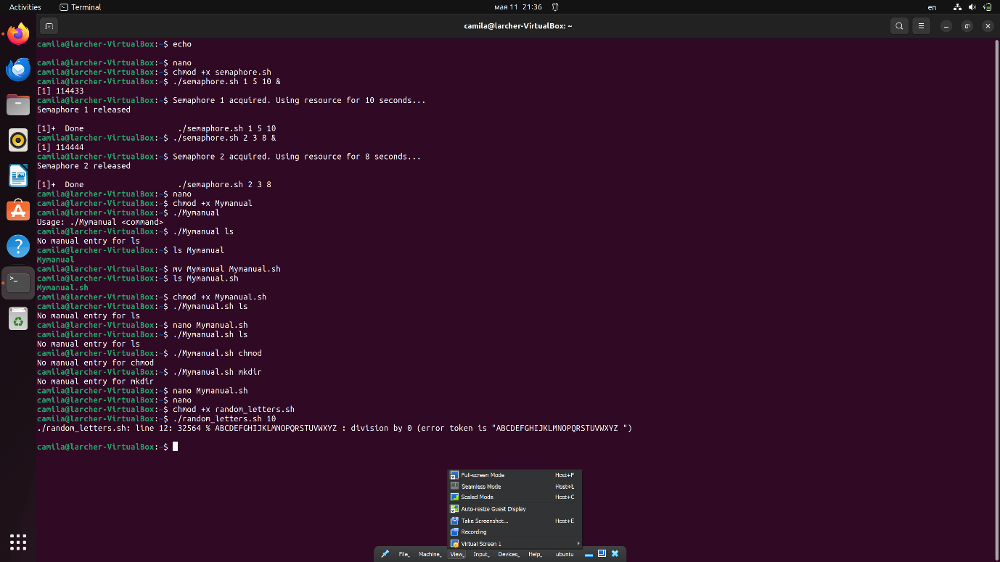 Activities Terminal мая 11 21:36 en
camila@larcher-VirtualBox: ~
camila@larcher-VirtualBox:~$ echo
camila@larcher-VirtualBox:~$ nano
camila@larcher-VirtualBox:~$ chmod +x semaphore.sh
camila@larcher-VirtualBox:~$ ./semaphore.sh 1 5 10 &
[1] 114433
camila@larcher-VirtualBox:~$ Semaphore 1 acquired. Using resource for 10 seconds...
Semaphore 1 released
[1]+  Done                    ./semaphore.sh 1 5 10
camila@larcher-VirtualBox:~$ ./semaphore.sh 2 3 8 &
[1] 114444
camila@larcher-VirtualBox:~$ Semaphore 2 acquired. Using resource for 8 seconds...
Semaphore 2 released
[1]+  Done                    ./semaphore.sh 2 3 8
camila@larcher-VirtualBox:~$ nano
camila@larcher-VirtualBox:~$ chmod +x Mymanual
camila@larcher-VirtualBox:~$ ./Mymanual
Usage: ./Mymanual <command>
camila@larcher-VirtualBox:~$ ./Mymanual ls
No manual entry for ls
camila@larcher-VirtualBox:~$ ls Mymanual
Mymanual
camila@larcher-VirtualBox:~$ mv Mymanual Mymanual.sh
camila@larcher-VirtualBox:~$ ls Mymanual.sh
Mymanual.sh
camila@larcher-VirtualBox:~$ chmod +x Mymanual.sh
camila@larcher-VirtualBox:~$ ./Mymanual.sh ls
No manual entry for ls
camila@larcher-VirtualBox:~$ nano Mymanual.sh
camila@larcher-VirtualBox:~$ ./Mymanual.sh ls
No manual entry for ls
camila@larcher-VirtualBox:~$ ./Mymanual.sh chmod
No manual entry for chmod
camila@larcher-VirtualBox:~$ ./Mymanual.sh mkdir
No manual entry for mkdir
camila@larcher-VirtualBox:~$ nano Mymanual.sh
camila@larcher-VirtualBox:~$ nano
camila@larcher-VirtualBox:~$ chmod +x random_letters.sh
camila@larcher-VirtualBox:~$ ./random_letters.sh 10
./random_letters.sh: line 12: 32564 % ABCDEFGHIJKLMNOPQRSTUVWXYZ : division by 0 (error token is "ABCDEFGHIJKLMNOPQRSTUVWXYZ ")
camila@larcher-VirtualBox:~$
Full-screen Mode Host+F
Seamless Mode Host+L
Scaled Mode Host+C
Auto-resize Guest Display
Take Screenshot... Host+E
Recording
Virtual Screen 1
File Machine View Input Devices Help ubuntu